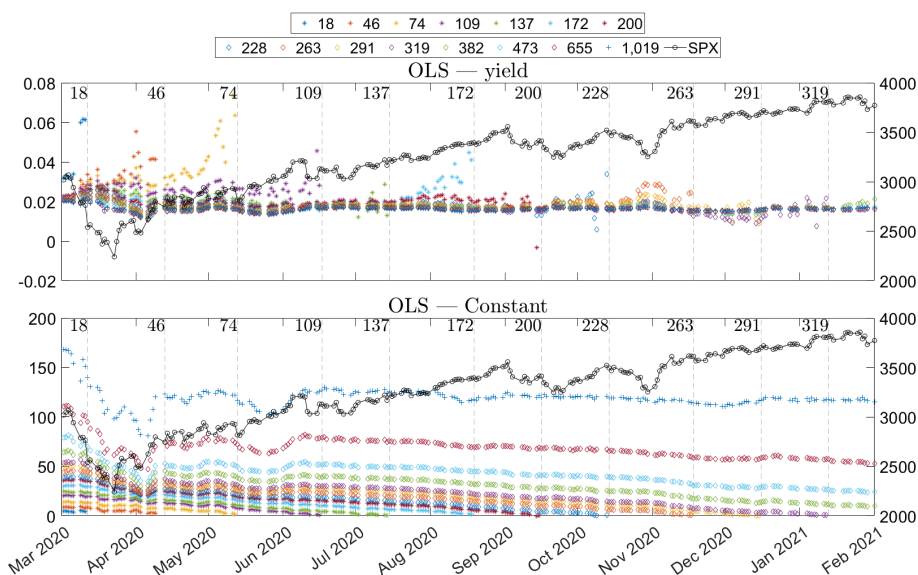 18 46 74 109 137 172 200
228 263 291 319 382 473 655 1,019 SPX
OLS — yield
0.08 4000
18 46 74 109 137 172 200 228 263 291 319
0.06 3500
0.04 3000
0.02
0 2500
-0.02 2000
OLS — Constant
200 4000
18 46 74 109 137 172 200 228 263 291 319
150 3500
100 3000
50 2500
0 2000
Mar 2020 Apr 2020 May 2020 Jun 2020 Jul 2020 Aug 2020 Sep 2020 Oct 2020 Nov 2020 Dec 2020 Jan 2021 Feb 2021